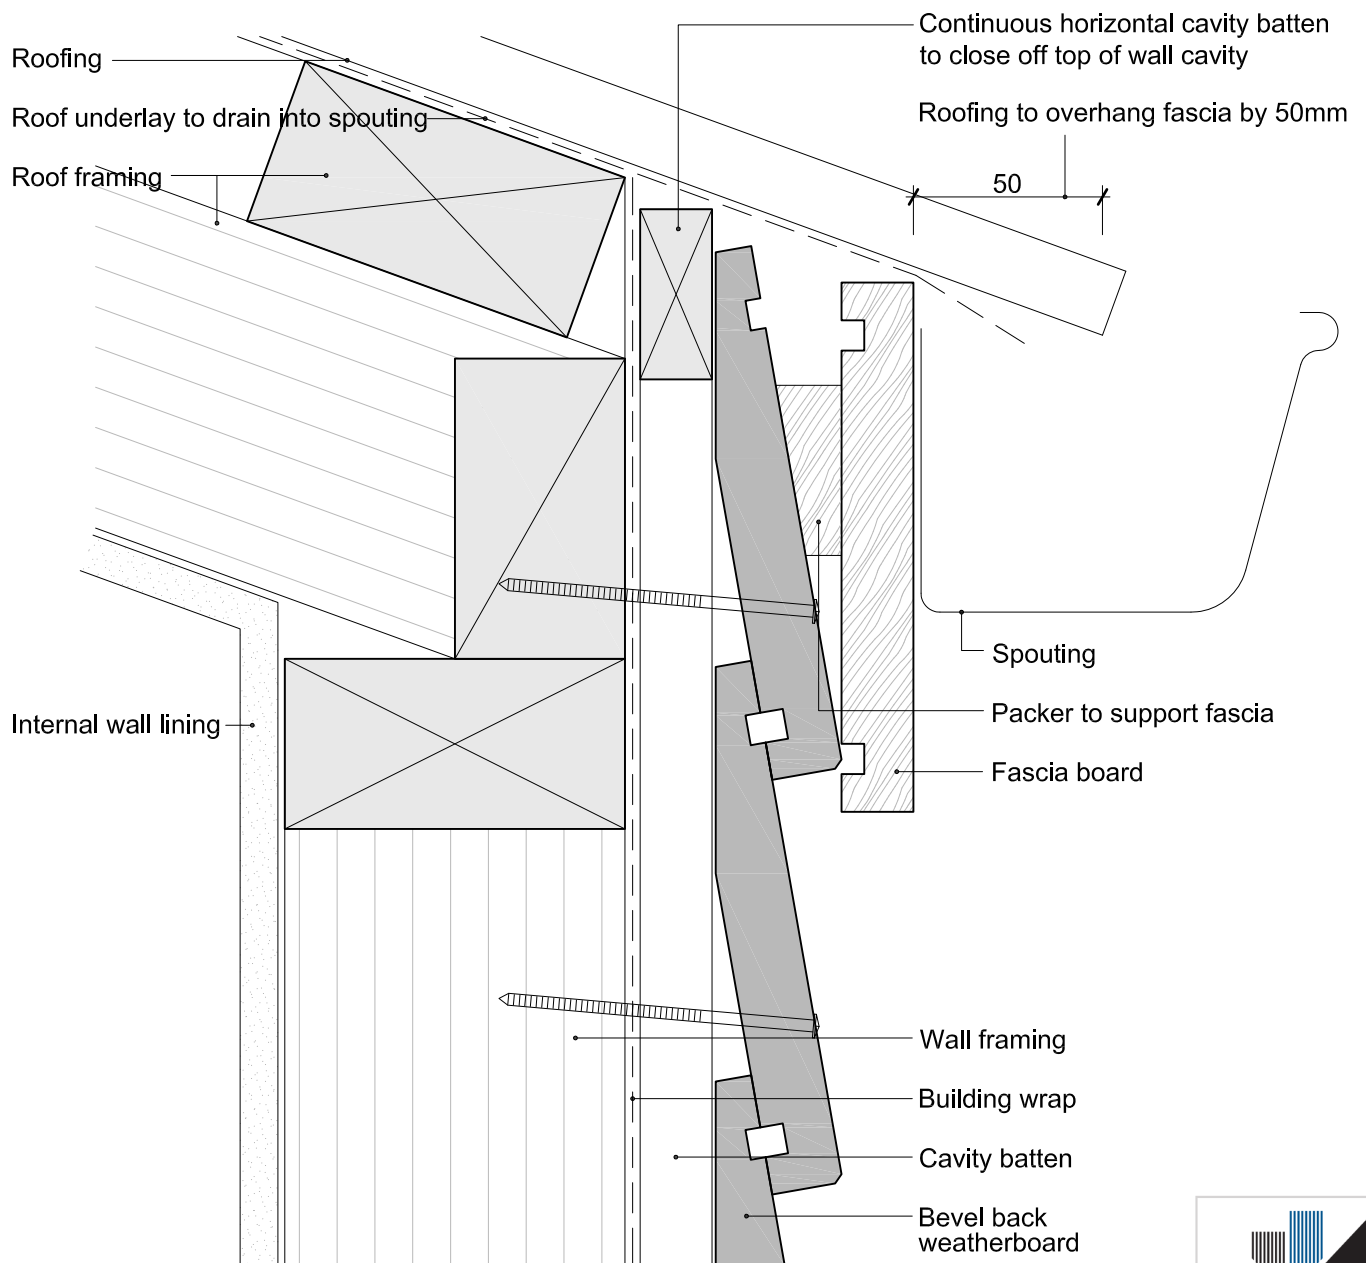 Continuous horizontal cavity batten
to close off top of wall cavity
Roofing
Roofing to overhang fascia by 50mm
Roof underlay to drain into spouting
Roof framing
50
Spouting
Packer to support fascia
Internal wall lining
Fascia board
Wall framing
Building wrap
Cavity batten
Bevel back
weatherboard